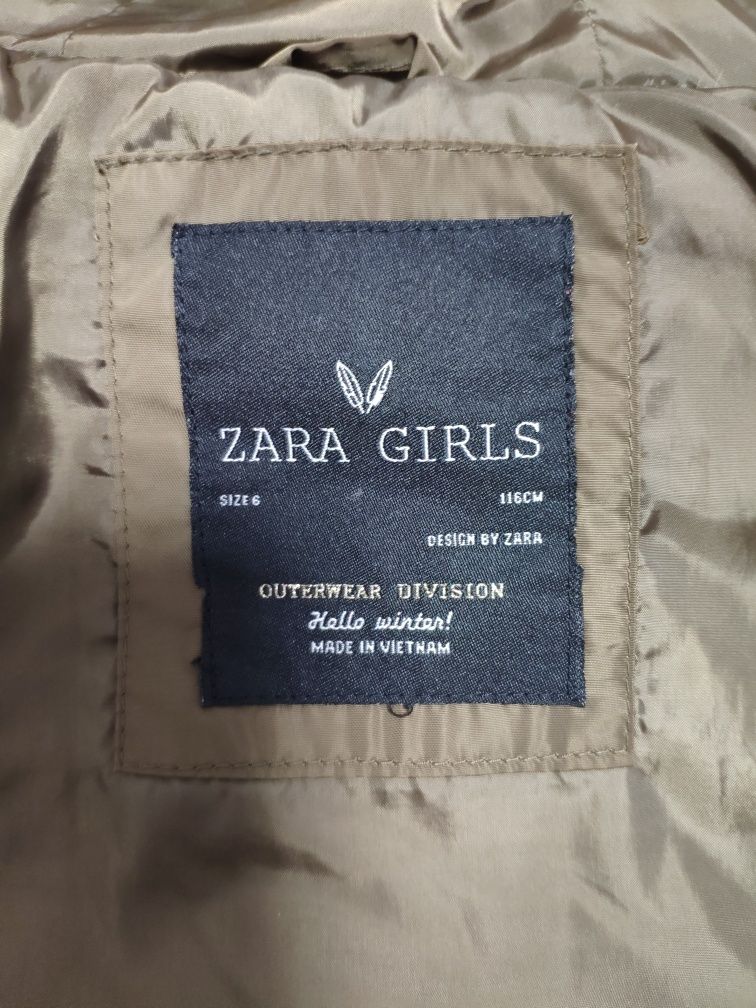 ZARA GIRLS
SIZE 6 116CM
DESIGN BY ZARA
OUTERWEAR DIVISION
Hello winter!
MADE IN VIETNAM